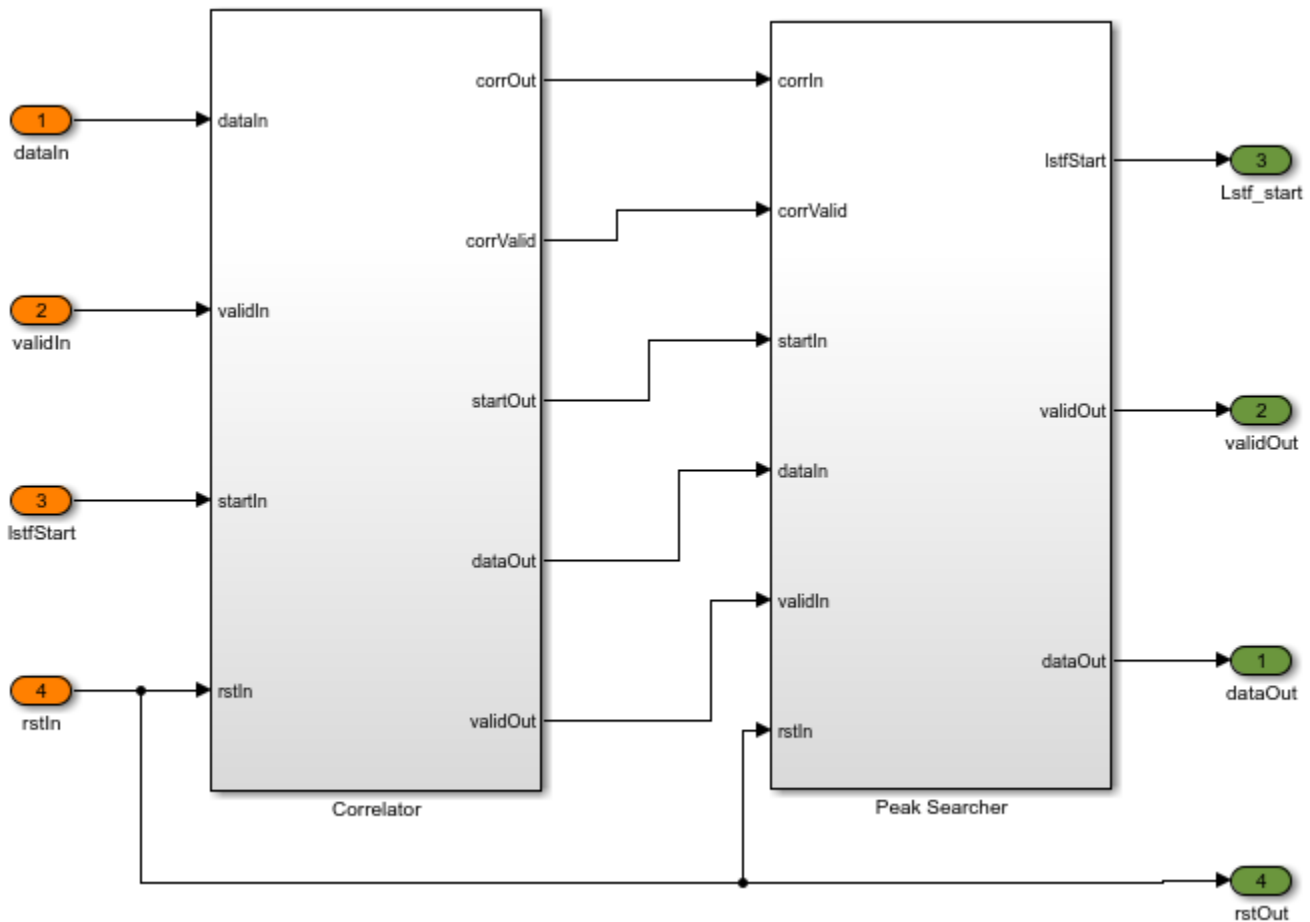 1
dataIn
2
validIn
3
lstfStart
4
rstIn
dataIn
validIn
startIn
rstIn
corrOut
corrValid
startOut
dataOut
validOut
Correlator
corrIn
corrValid
startIn
dataIn
validIn
rstIn
lstfStart
validOut
dataOut
Peak Searcher
3
Lstf_start
2
validOut
1
dataOut
4
rstOut